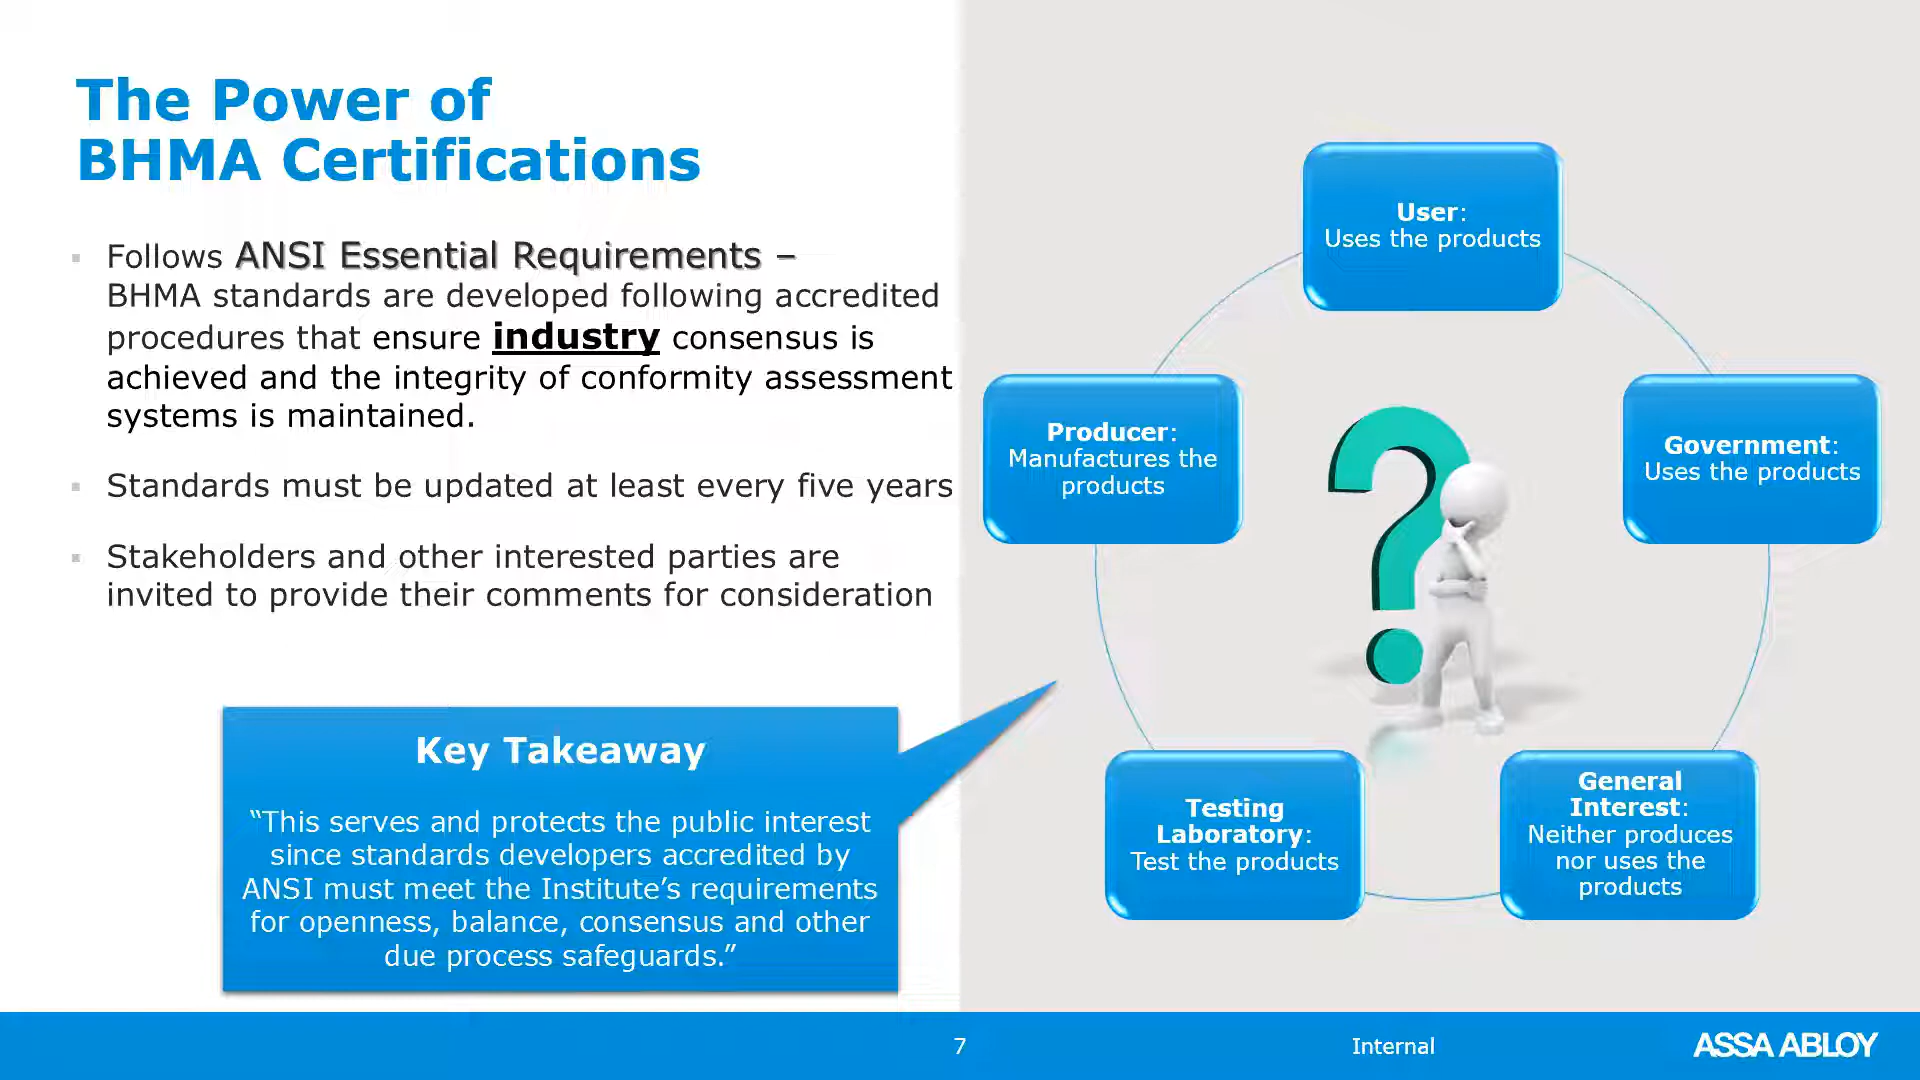 The Power of
BHMA Certifications
▪ Follows ANSI Essential Requirements –
BHMA standards are developed following accredited
procedures that ensure industry consensus is
achieved and the integrity of conformity assessment
systems is maintained.
▪ Standards must be updated at least every five years
▪ Stakeholders and other interested parties are
invited to provide their comments for consideration
Key Takeaway
“This serves and protects the public interest
since standards developers accredited by
ANSI must meet the Institute’s requirements
for openness, balance, consensus and other
due process safeguards.”
User:
Uses the products
Government:
Uses the products
General
Interest:
Neither produces
nor uses the
products
Testing
Laboratory:
Test the products
Producer:
Manufactures the
products
7
Internal
ASSA ABLOY